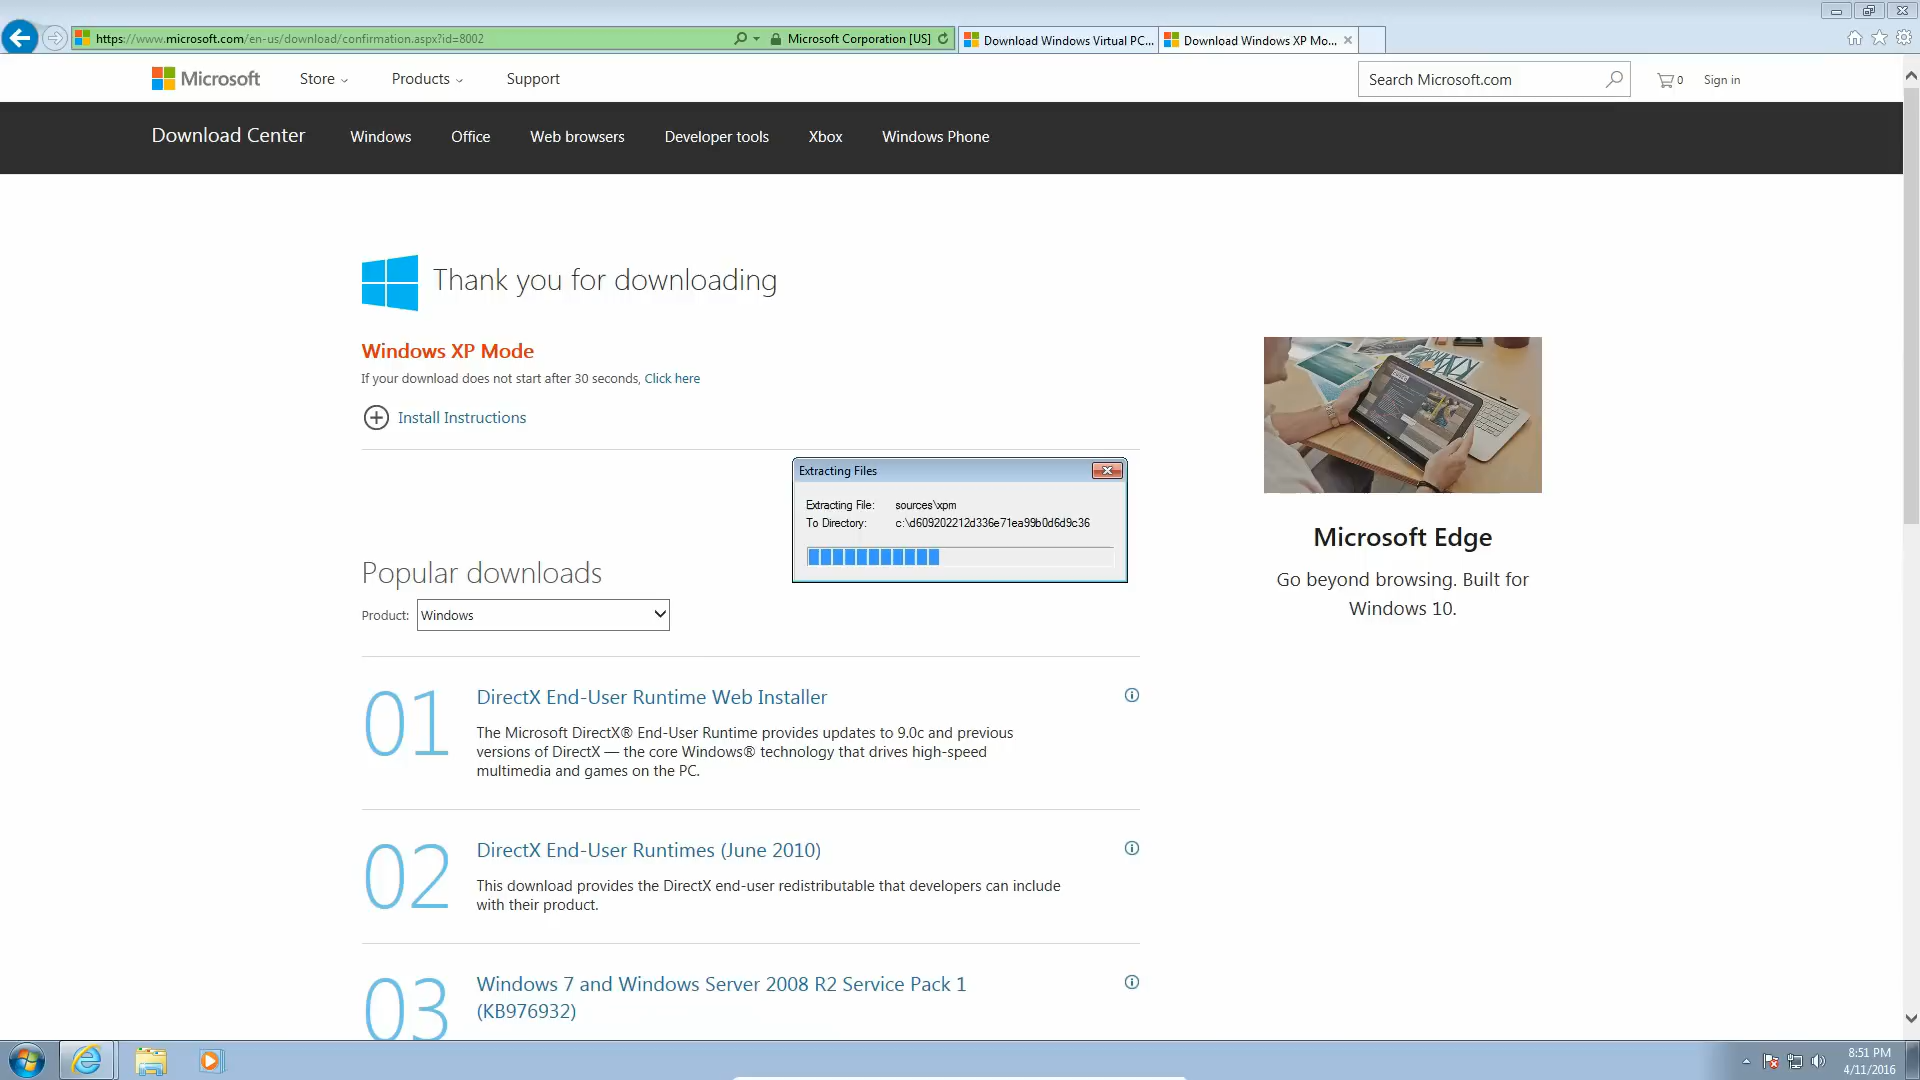 https://www.microsoft.com/en-us/download/confirmation.aspx?id=8002
Microsoft Corporation [US]
Download Windows Virtual PC...
Download Windows XP Mo...
Microsoft
Store
Products
Support
Search Microsoft.com
0
Sign in
Download Center
Windows
Office
Web browsers
Developer tools
Xbox
Windows Phone
Thank you for downloading
Windows XP Mode
If your download does not start after 30 seconds, Click here
Install Instructions
Extracting Files
Extracting File: sources\xpm
To Directory: c:\d609202212d336e71ea99b0d6d9c36
Microsoft Edge
Go beyond browsing. Built for
Windows 10.
Popular downloads
Product: Windows
01
DirectX End-User Runtime Web Installer
The Microsoft DirectX® End-User Runtime provides updates to 9.0c and previous
versions of DirectX — the core Windows® technology that drives high-speed
multimedia and games on the PC.
02
DirectX End-User Runtimes (June 2010)
This download provides the DirectX end-user redistributable that developers can include
with their product.
03
Windows 7 and Windows Server 2008 R2 Service Pack 1
(KB976932)
8:51 PM
4/11/2016